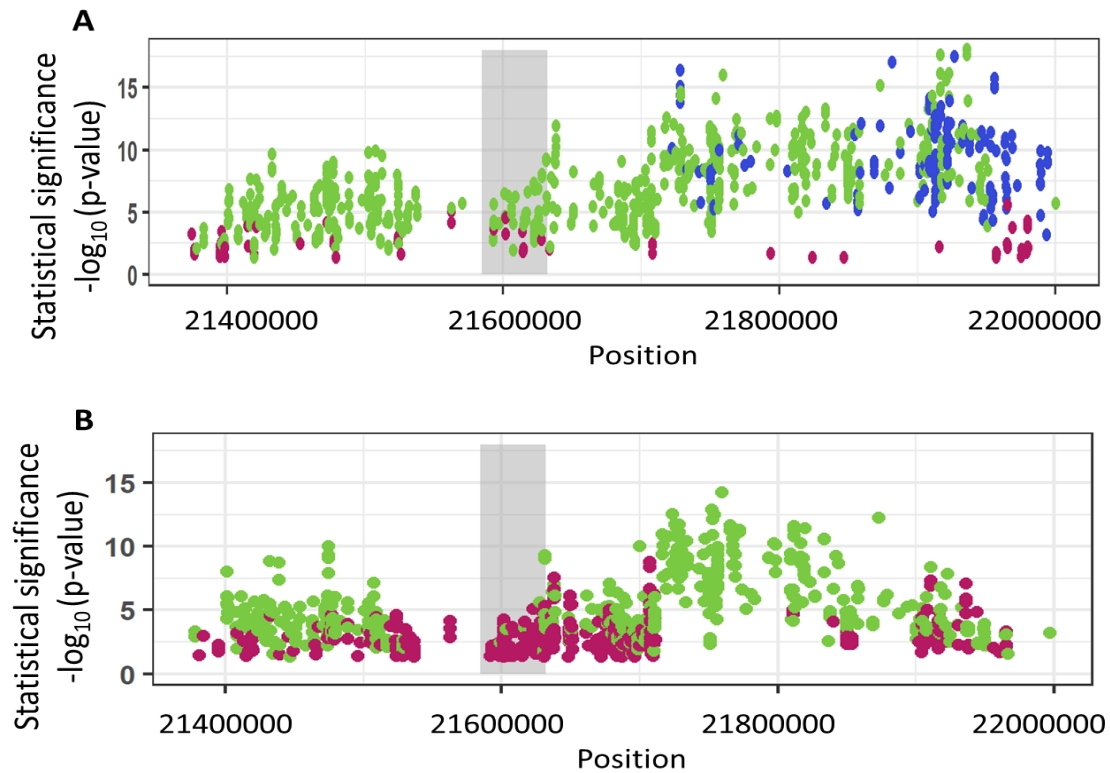 A
Statistical significance
-log₁₀(p-value)
15
10
5
0
21400000
21600000
21800000
22000000
Position
B
Statistical significance
-log₁₀(p-value)
15
10
5
0
21400000
21600000
21800000
22000000
Position